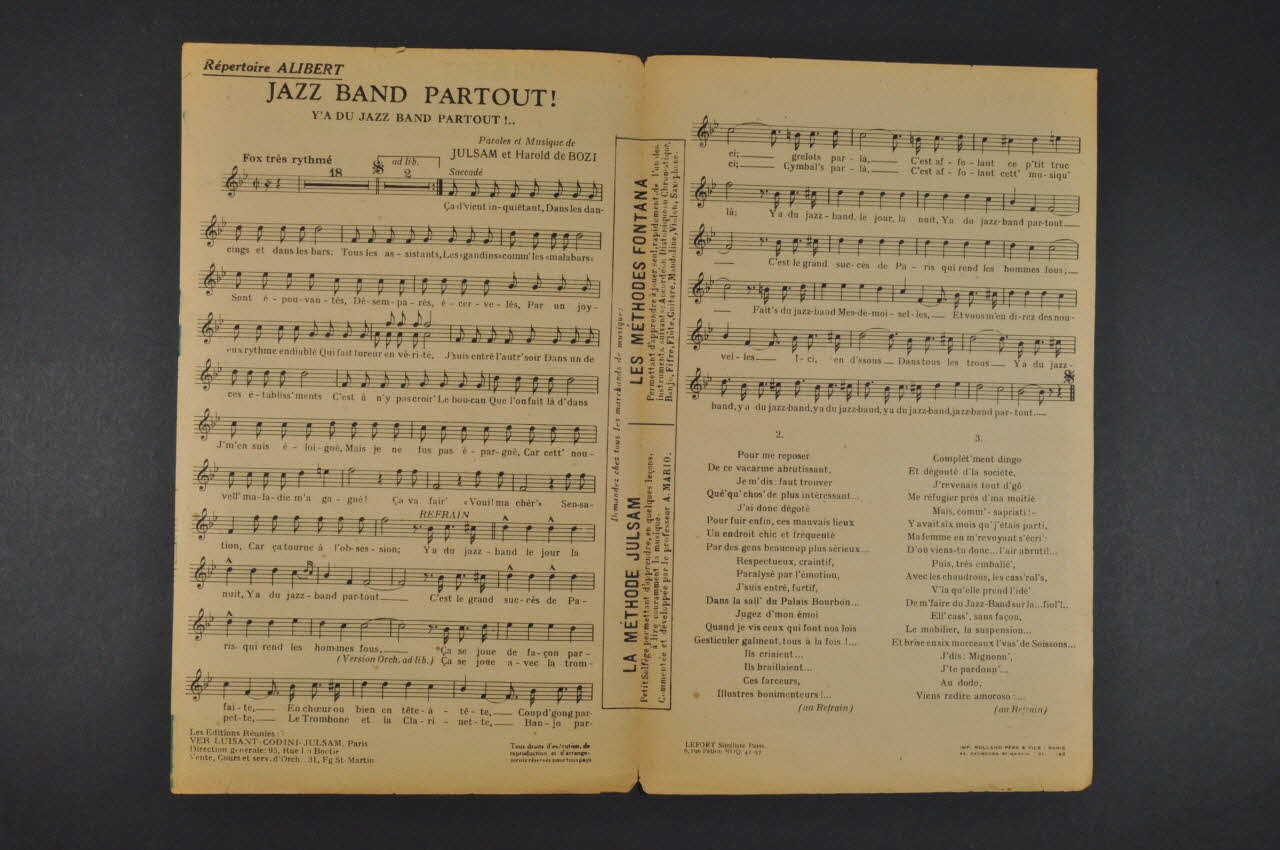 Répertoire ALIBERT
JAZZ BAND PARTOUT!
Y'A DU JAZZ BAND PARTOUT !..
Paroles et Musique de
JULSAM et Harold de BOZI
Fox très rythmé
18
ad lib.
2
Saccadé
Ça d'vient in-quiétant, Dans les dan-
cings et dans les bars; Tous les as-sistants, Les «gandins» comm' les «malabars»
Sont é-pou-van-tés, Dé-sem-pa-rés, é-cer-ve-lés, Par un joy-
eux rythme endiablé Qui fait fureur en vé-ri-té, J'suis entré l'autr' soir Dans un de
ces é-tabliss'ments C'est à n'y pas croir' Le bou-can Que l'on fait là d'dans
J'm'en suis é-loi-gné, Mais je ne fus pas é-par-gné, Car cett' nou-
vell' ma-la-die m'a ga-gné! Ça va fair' «Voui! ma chèr'» Sen-sa-
REFRAIN
tion, Car ça tourne à l'ob-ses-sion; Ya du jazz-band le jour la
nuit, Ya du jazz-band par-tout C'est le grand suc-cès de Pa-
ris qui rend les hommes fous, *Ça se joue de fa-çon par-
(Version Orch. ad lib.) Ça se joue a-vec la trom-
fai-te, En chœur ou bien en tête-à-tê-te, Coup d'gong par-
pet-te, Le Trombone et la Cla-ri-net-te, Ban-jo par-
Les Editions Réunies:
VER LUISANT-CODINI-JULSAM, Paris
Direction générale: 95, Rue La Boëtie
Vente, Cours et serv. d'Orch. 31, Fg St-Martin
Tous droits d'exécution, de
reproduction et d'arrange-
ments réservés pour tous pays
Demandez chez tous les marchands de musique:
LA MÉTHODE JULSAM
Petit Solfège permettant d'apprendre, en quelques leçons,
à lire couramment la musique.
Commentée et développée par le professeur A. MARIO.
LES MÉTHODES FONTANA
Permettant d'apprendre à jouer seul, rapidement, de l'un des
instruments suivants: Accordéon Diatonique ou Chromatique,
Banjo, Fifre, Flûte, Guitare, Mandoline, Violon, Saxophone.
ci; grelots par-là, C'est af-fo-lant ce p'tit truc
ci; Cymbal's par-là, C'est af-fo-lant cett' mu-siqu'
là; Ya du jazz-band, le jour, la nuit, Ya du jazz-band partout
C'est le grand suc-cès de Pa-ris qui rend les hommes fous;
Fait's du jazz-band Mes-de-moi-sel-les, Et vous m'en di-rez des nou-
vel-les I-ci, en d'ssous Dans tous les trous Ya du jazz-
band, y a du jazz-band, ya du jazz-band, ya du jazz-band, jazz-band par-tout.
2.
Pour me reposer
De ce vacarme abrutissant,
Je m'dis: faut trouver
Qué'qu' chos' de plus intéressant...
J'ai donc dégoté
Pour fuir enfin, ces mauvais lieux
Un endroit chic et fréquenté
Par des gens beaucoup plus sérieux...
Respectueux, craintif,
Paralysé par l'émotion,
J'suis entré, furtif,
Dans la sall' du Palais Bourbon...
Jugez d'mon émoi
Quand je vis ceux qui font nos lois
Gesticuler gaîment, tous à la fois !...
Ils criaient...
Ils braillaient...
Ces farceurs,
Illustres bonimenteurs !...
(au Refrain)
3.
Complèt'ment dingo
Et dégouté d'la société,
J'revenais tout d'gô
Me réfugier près d'ma moitié
Mais, comm'- sapristi !-
Y avait six mois qu' j'étais parti,
Ma femme en m'revoyant s'écri':
D'où viens-tu donc... l'air abruti!...
Puis, très emballé',
Avec les chaudrons, les cass'rol's,
V'là qu'elle prend l'idé'
De m'faire du Jazz-Band sur la...fiol'!..
Ell' cass', sans façon,
Le mobilier, la suspension...
Et brise en six morceaux l'vas' de Soissons...
J'dis: Mignonn',
J'te pardonn'...
Au dodo,
Viens redire amoroso :...
(au Refrain)
LEFORT Similiste Paris.
IMP. ROLLAND PÈRE & FILS - PARIS